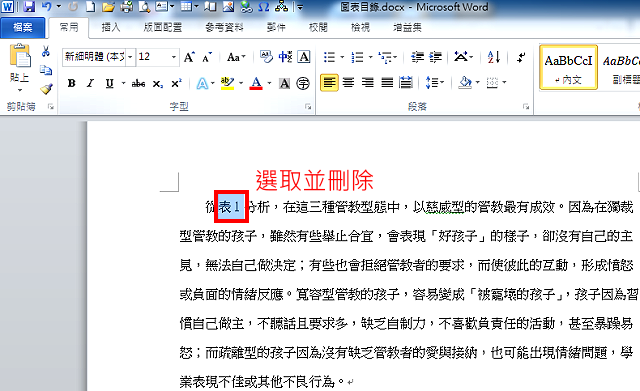 圖表目錄.docx - Microsoft Word
檔案 常用 插入 版面配置 參考資料 郵件 校閱 檢視 增益集
新細明體 (本文 12
AaBbCcI AaBbCcI
貼上 內文 副標題
剪貼簿 字型 段落
選取並刪除
從表 1 分析，在這三種管教型態中，以慈威型的管教最有成效。因為在獨裁
型管教的孩子，雖然有些舉止合宜，會表現「好孩子」的樣子，卻沒有自己的主
見，無法自己做決定；有些也會拒絕管教者的要求，而使彼此的互動，形成憤怒
或負面的情緒反應。寬容型管教的孩子，容易變成「被寵壞的孩子」，孩子因為習
慣自己做主，不聽話且要求多，缺乏自制力，不喜歡負責任的活動，甚至暴躁易
怒；而疏離型的孩子因為沒有缺乏管教者的愛與接納，也可能出現情緒問題，學
業表現不佳或其他不良行為。